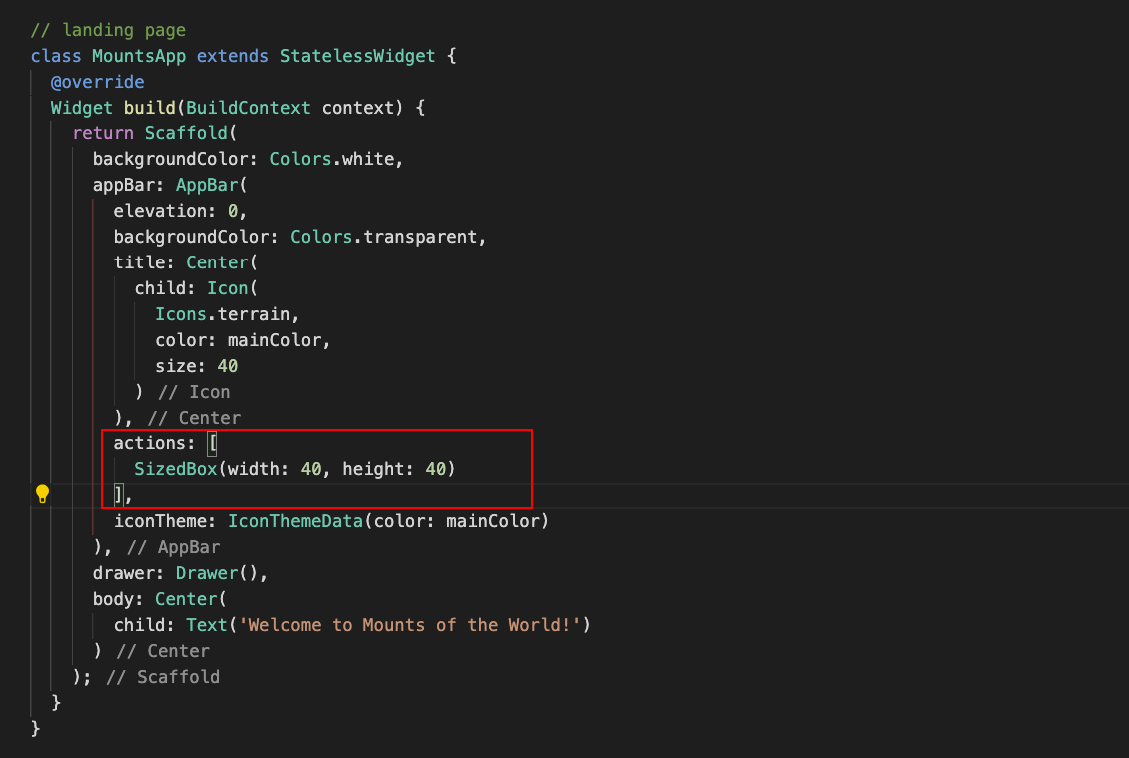 // landing page
class MountsApp extends StatelessWidget {
@override
Widget build(BuildContext context) {
return Scaffold(
backgroundColor: Colors.white,
appBar: AppBar(
elevation: 0,
backgroundColor: Colors.transparent,
title: Center(
child: Icon(
Icons.terrain,
color: mainColor,
size: 40
) // Icon
), // Center
actions: [
SizedBox(width: 40, height: 40)
],
iconTheme: IconThemeData(color: mainColor)
), // AppBar
drawer: Drawer(),
body: Center(
child: Text('Welcome to Mounts of the World!')
) // Center
); // Scaffold
}
}